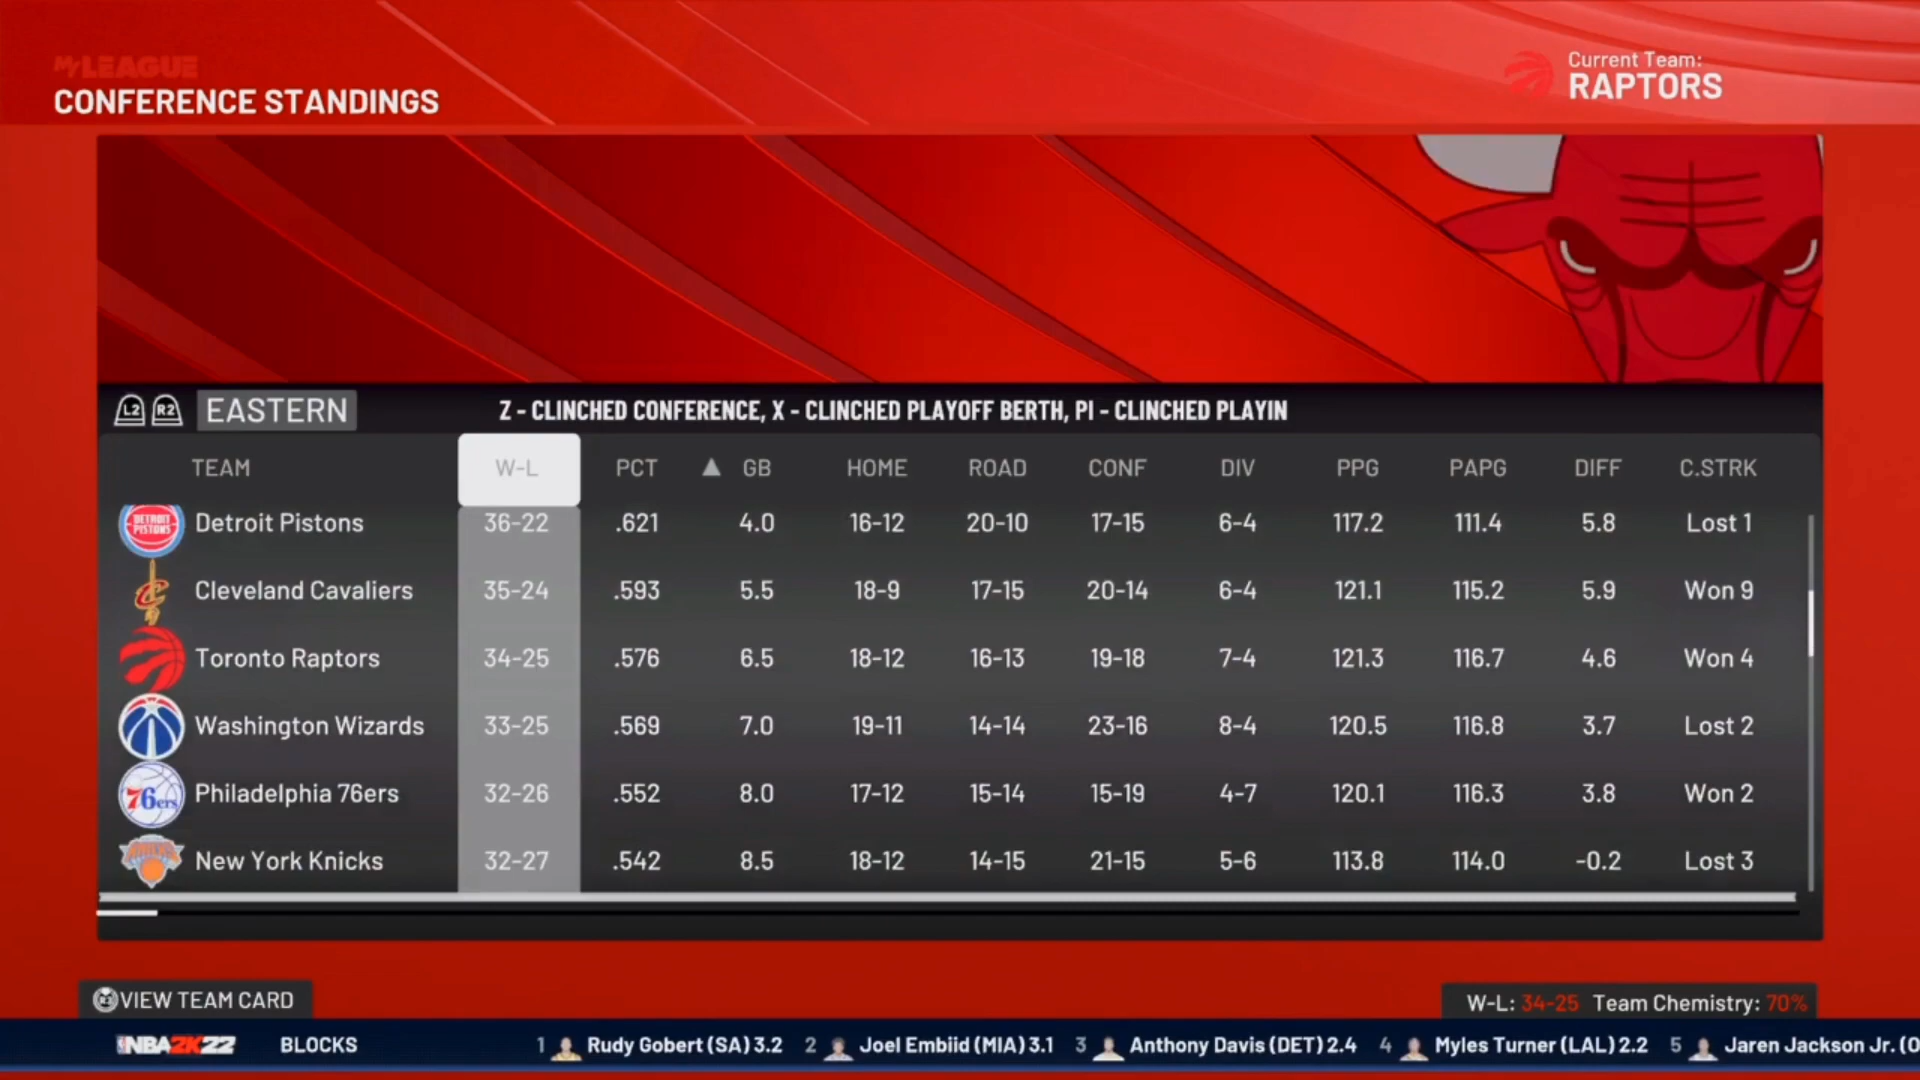 MyLEAGUE
CONFERENCE STANDINGS
Current Team:
RAPTORS
L2 R2 EASTERN Z - CLINCHED CONFERENCE, X - CLINCHED PLAYOFF BERTH, PI - CLINCHED PLAYIN
TEAM W-L PCT GB HOME ROAD CONF DIV PPG PAPG DIFF C.STRK
DETROIT PISTONS Detroit Pistons 36-22 .621 4.0 16-12 20-10 17-15 6-4 117.2 111.4 5.8 Lost 1
C Cleveland Cavaliers 35-24 .593 5.5 18-9 17-15 20-14 6-4 121.1 115.2 5.9 Won 9
Toronto Raptors 34-25 .576 6.5 18-12 16-13 19-18 7-4 121.3 116.7 4.6 Won 4
Washington Wizards 33-25 .569 7.0 19-11 14-14 23-16 8-4 120.5 116.8 3.7 Lost 2
76ers Philadelphia 76ers 32-26 .552 8.0 17-12 15-14 15-19 4-7 120.1 116.3 3.8 Won 2
New York Knicks 32-27 .542 8.5 18-12 14-15 21-15 5-6 113.8 114.0 -0.2 Lost 3
R3 VIEW TEAM CARD
W-L: 34-25 Team Chemistry: 70%
NBA2K22 BLOCKS 1 Rudy Gobert (SA) 3.2 2 Joel Embiid (MIA) 3.1 3 Anthony Davis (DET) 2.4 4 Myles Turner (LAL) 2.2 5 Jaren Jackson Jr. (O